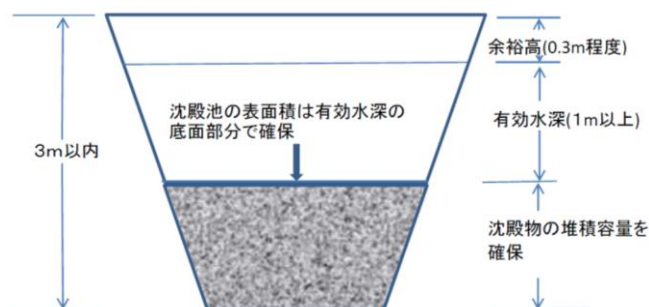 余裕高(0.3m程度)
沈殿池の表面積は有効水深の
底面部分で確保
有効水深(1m以上)
3m以内
沈殿物の堆積容量を
確保